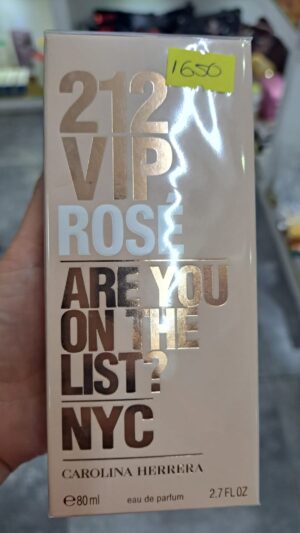 1650
212
VIP
ROSÉ
ARE YOU
ON THE
LIST?
NYC
CAROLINA HERRERA
℮80 ml eau de parfum 2.7 FL OZ